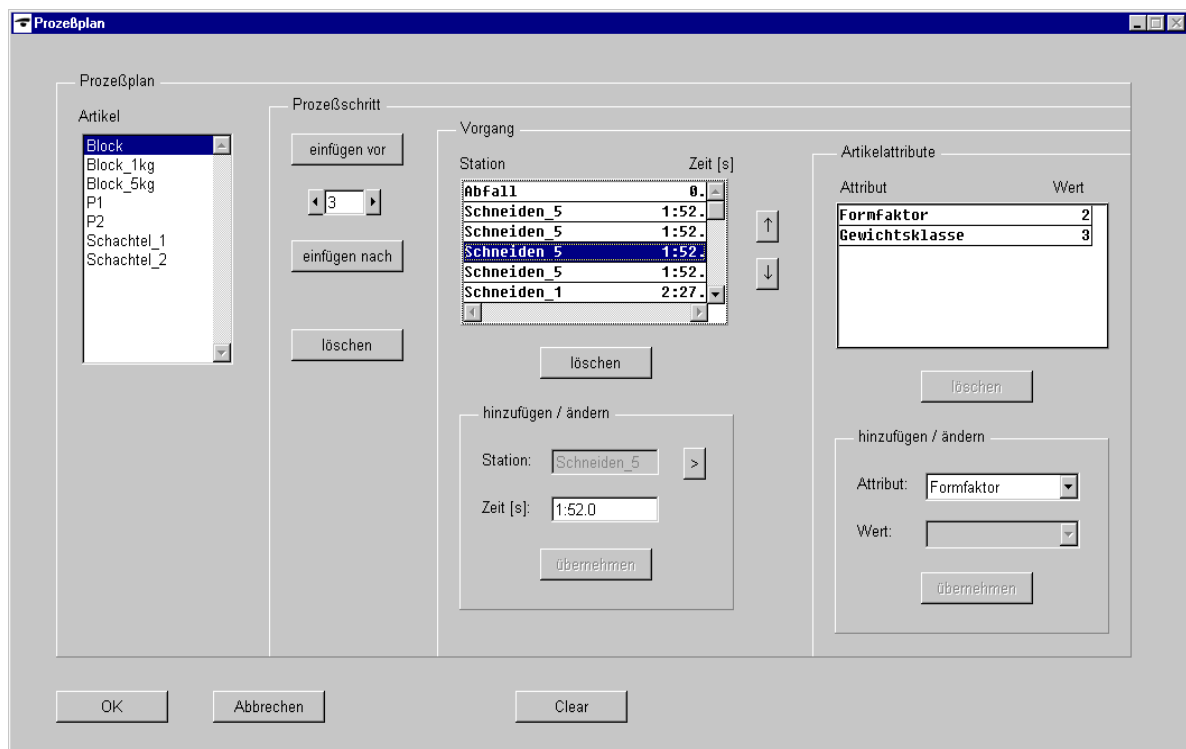 Prozeßplan
Prozeßplan
Artikel
Block
Block_1kg
Block_5kg
P1
P2
Schachtel_1
Schachtel_2
Prozeßschritt
einfügen vor
3
einfügen nach
löschen
Vorgang
Station Zeit [s]
Abfall 0.
Schneiden_5 1:52.
Schneiden_5 1:52.
Schneiden_5 1:52.
Schneiden_5 1:52.
Schneiden_1 2:27.
↑
↓
löschen
hinzufügen / ändern
Station: Schneiden_5 >
Zeit [s]: 1:52.0
übernehmen
Artikelattribute
Attribut Wert
Formfaktor 2
Gewichtsklasse 3
löschen
hinzufügen / ändern
Attribut: Formfaktor
Wert:
übernehmen
OK Abbrechen Clear